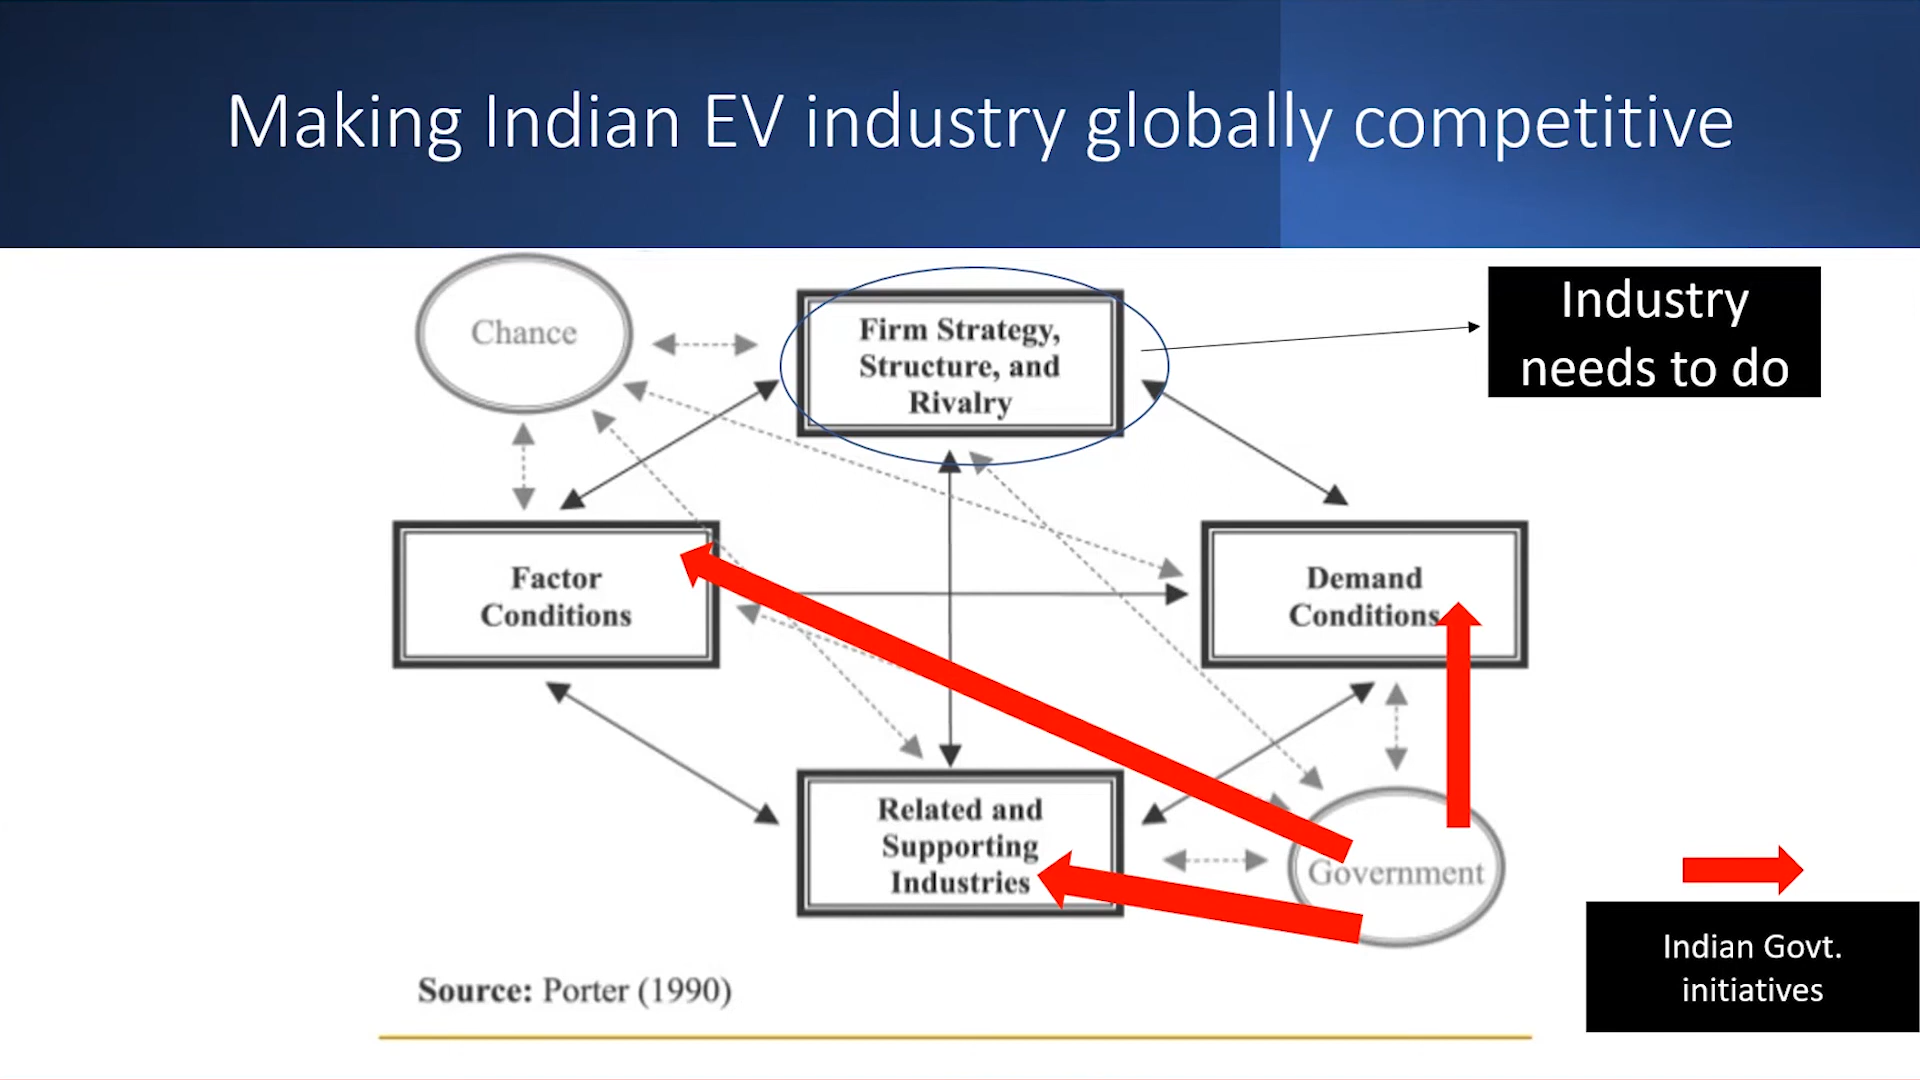 Making Indian EV industry globally competitive
Chance
Firm Strategy,
Structure, and
Rivalry
Industry
needs to do
Factor
Conditions
Demand
Conditions
Related and
Supporting
Industries
Government
Indian Govt.
initiatives
Source: Porter (1990)